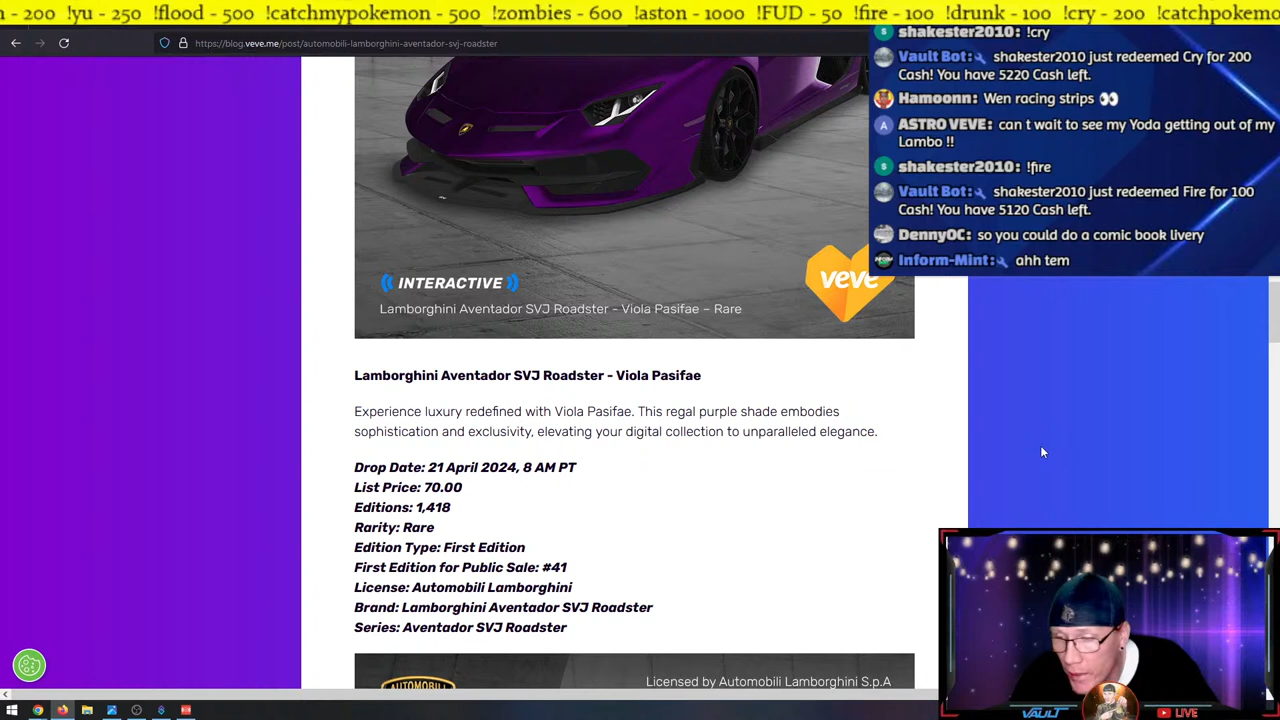 n - 200 !yu - 250 !flood - 500 !catchmypokemon - 500 !zombies - 600 !aston - 1000 !FUD - 50 !fire - 100 !drunk - 100 !cry - 200 !catchpokemo
https://blog.veve.me/post/automobili-lamborghini-aventador-svj-roadster
shakester2010: !cry
Vault Bot: shakester2010 just redeemed Cry for 200
Cash! You have 5220 Cash left.
Hamoonn: Wen racing strips 👀
ASTRO VEVE: can t wait to see my Yoda getting out of my
Lambo !!
shakester2010: !fire
Vault Bot: shakester2010 just redeemed Fire for 100
Cash! You have 5120 Cash left.
DennyOC: so you could do a comic book livery
Inform-Mint: ahh tem
INTERACTIVE
veve
Lamborghini Aventador SVJ Roadster - Viola Pasifae – Rare
Lamborghini Aventador SVJ Roadster - Viola Pasifae
Experience luxury redefined with Viola Pasifae. This regal purple shade embodies
sophistication and exclusivity, elevating your digital collection to unparalleled elegance.
Drop Date: 21 April 2024, 8 AM PT
List Price: 70.00
Editions: 1,418
Rarity: Rare
Edition Type: First Edition
First Edition for Public Sale: #41
License: Automobili Lamborghini
Brand: Lamborghini Aventador SVJ Roadster
Series: Aventador SVJ Roadster
AUTOMOBILI
Licensed by Automobili Lamborghini S.p.A
VAULT
LIVE